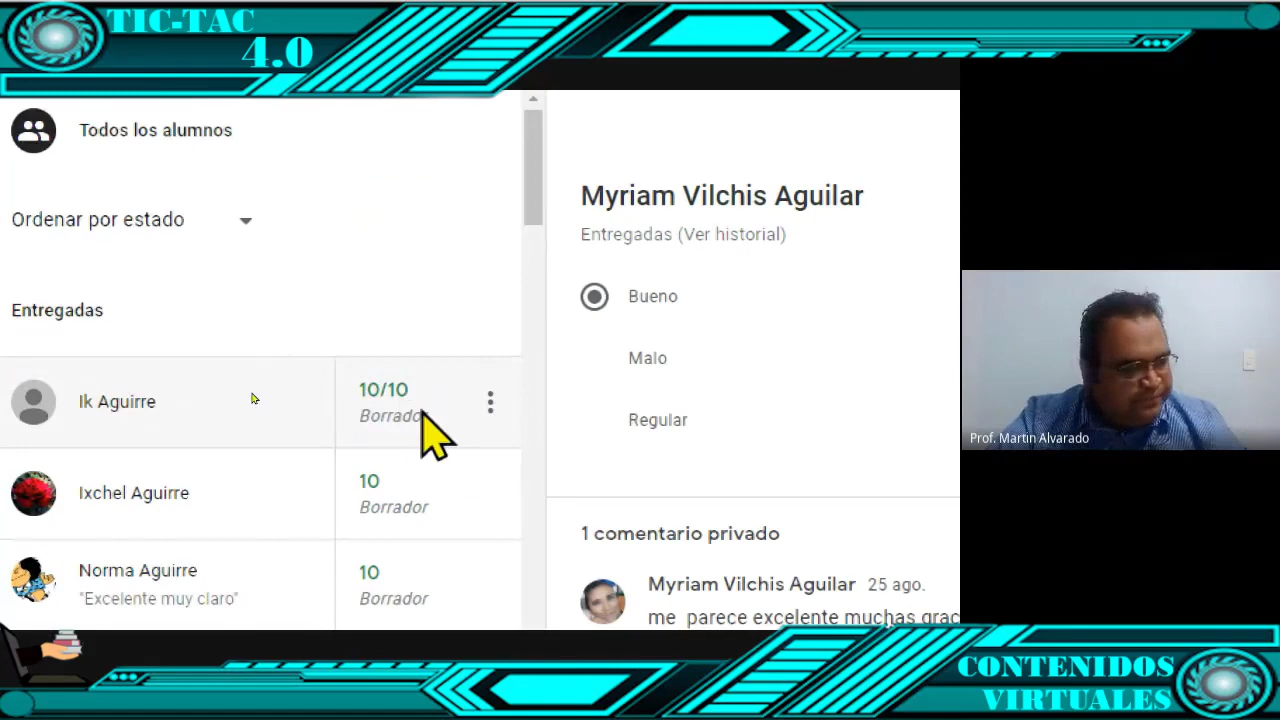 TIC-TAC
4.0
Todos los alumnos
Ordenar por estado
Entregadas
Ik Aguirre
10/10
Borrador
Ixchel Aguirre
10
Borrador
Norma Aguirre
"Excelente muy claro"
10
Borrador
Myriam Vilchis Aguilar
Entregadas (Ver historial)
Bueno
Malo
Regular
1 comentario privado
Myriam Vilchis Aguilar 25 ago.
me parece excelente muchas grac
Prof. Martin Alvarado
CONTENIDOS
VIRTUALES